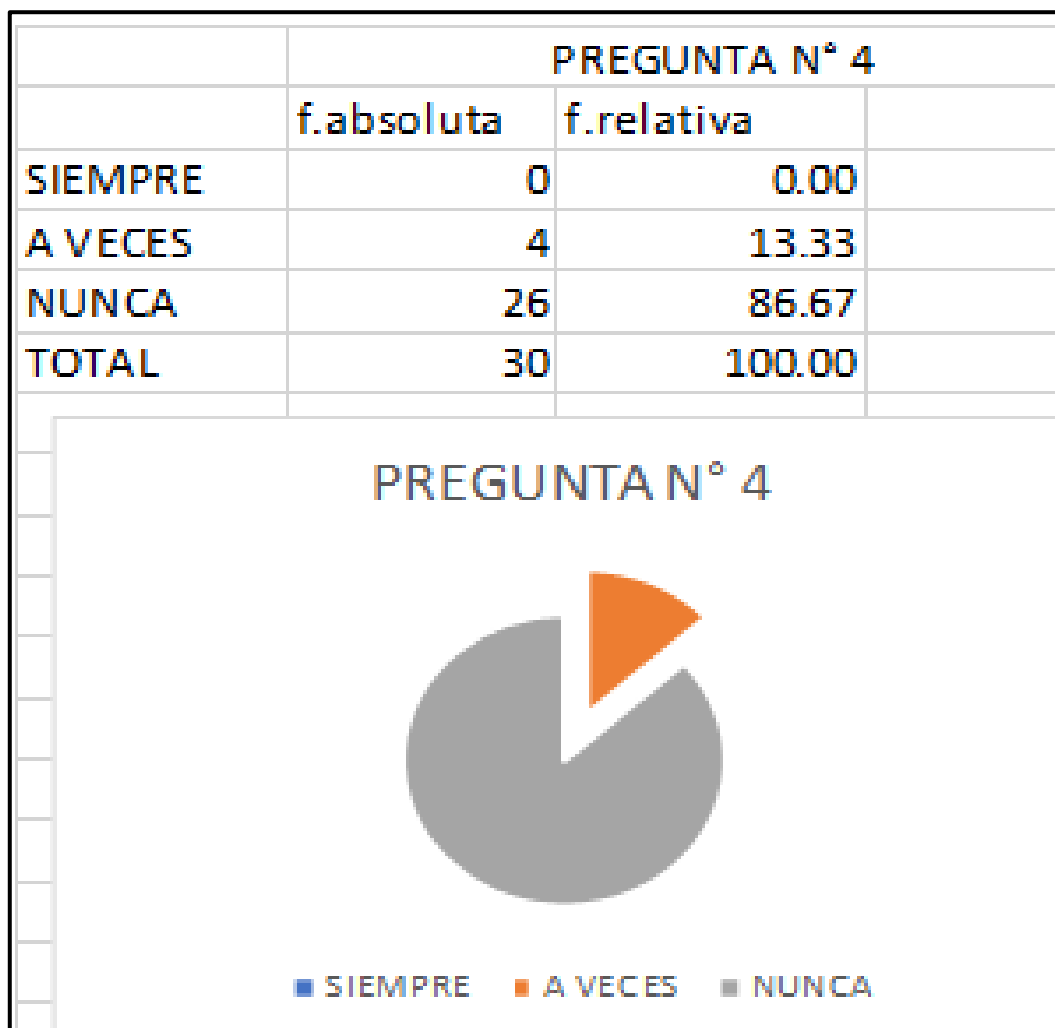 PREGUNTA N° 4
f.absoluta f.relativa
SIEMPRE 0 0.00
A VECES 4 13.33
NUNCA 26 86.67
TOTAL 30 100.00
PREGUNTA N° 4
SIEMPRE A VECES NUNCA